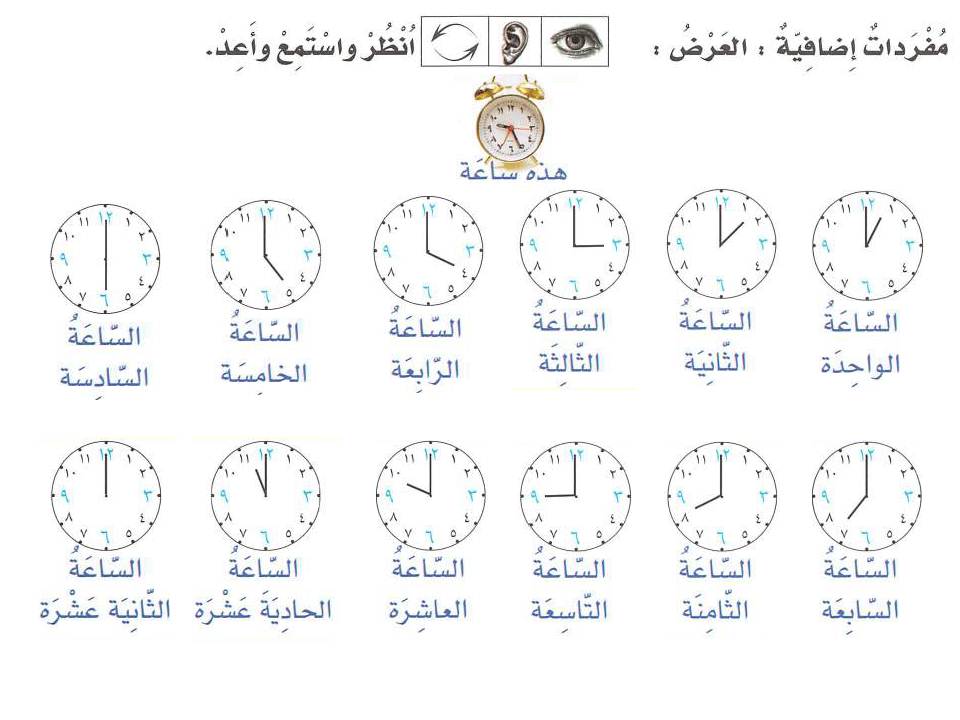 مُفْرَداتٌ إِضافِيّةٌ : العَرْضُ : اُنْظُرْ واسْتَمِعْ وأَعِدْ.
هذه ساعَة
السّاعَةُ الواحِدَة
السّاعَةُ الثّانِيَة
السّاعَةُ الثّالِثَة
السّاعَةُ الرّابِعَة
السّاعَةُ الخامِسَة
السّاعَةُ السّادِسَة
السّاعَةُ السّابِعَة
السّاعَةُ الثّامِنَة
السّاعَةُ التّاسِعَة
السّاعَةُ العاشِرَة
السّاعَةُ الحادِيَةَ عَشْرَة
السّاعَةُ الثّانِيَة عَشْرَة